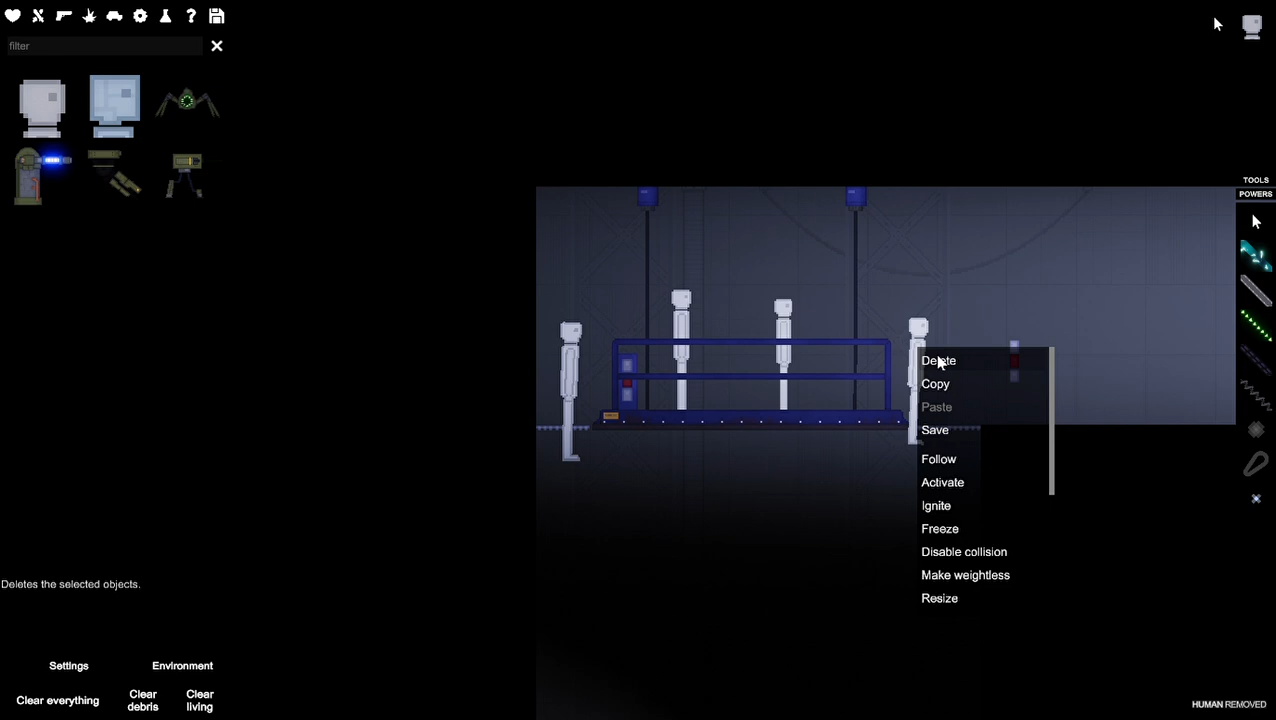 ?
filter
TOOLS
POWERS
Delete
Copy
Paste
Save
Follow
Activate
Ignite
Freeze
Disable collision
Make weightless
Resize
Deletes the selected objects.
Settings
Environment
Clear everything
Clear
debris
Clear
living
HUMAN REMOVED